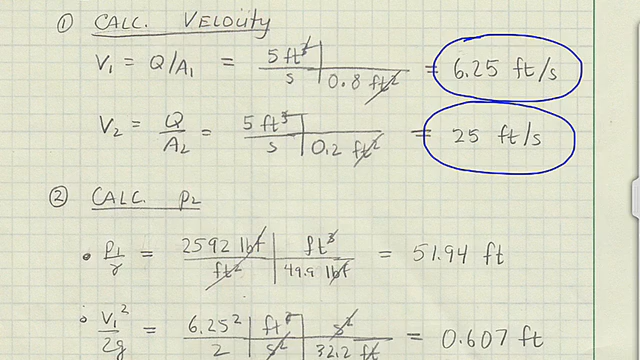 ① CALC. VELOCITY
V₁ = Q/A₁ = 5 ft³/s | 0.8 ft² = 6.25 ft/s
V₂ = Q/A₂ = 5 ft³/s | 0.2 ft² = 25 ft/s
② CALC. P₂
• P₁/γ = 2592 lbf/ft² | ft³/49.9 lbf = 51.94 ft
• V₁²/2g = 6.25²/2 | ft²/s² | s²/32.2 ft = 0.607 ft